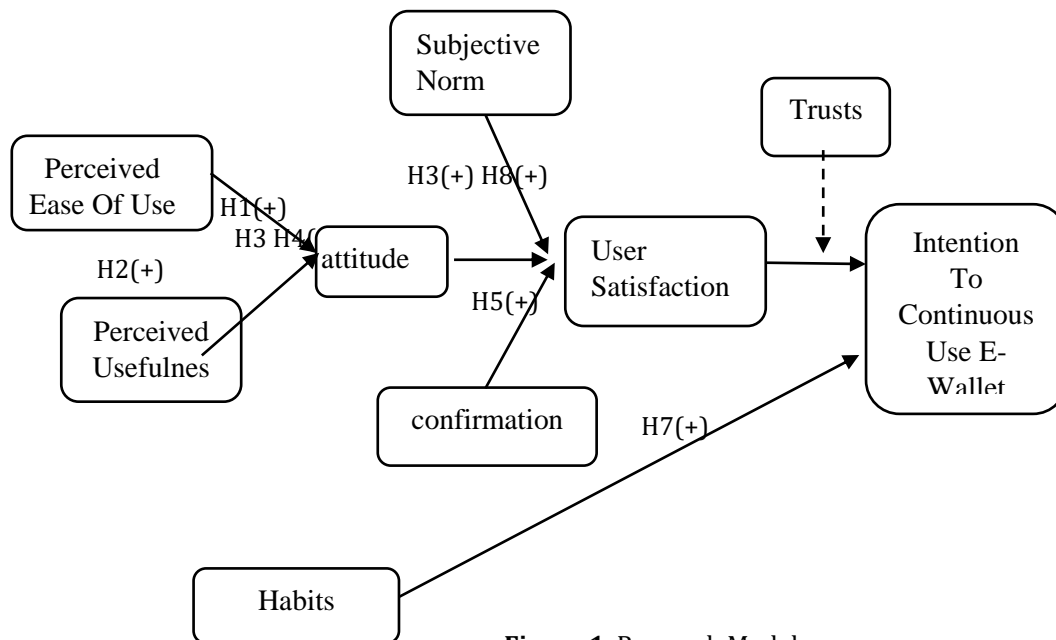 Subjective
Norm
Trusts
Perceived
Ease Of Use
H3(+) H8(+)
H1(+)
H3 H4(
attitude
User
Satisfaction
Intention
To
Continuous
Use E-
Wallet
H2(+)
H5(+)
Perceived
Usefulnes
confirmation
H7(+)
Habits
Figure 1. Research Model